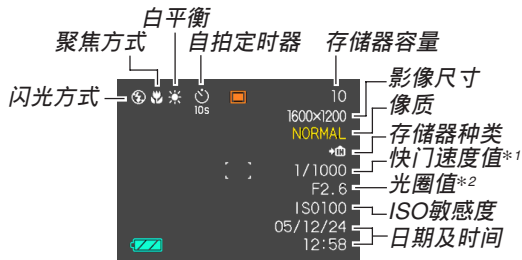 白平衡
聚焦方式 自拍定时器 存储器容量
闪光方式
10s
10
影像尺寸
1600×1200
像质
NORMAL
存储器种类
IN
快门速度值*1
1/1000
光圈值*2
F2.6
ISO敏感度
ISO100
日期及时间
05/12/24
12:58